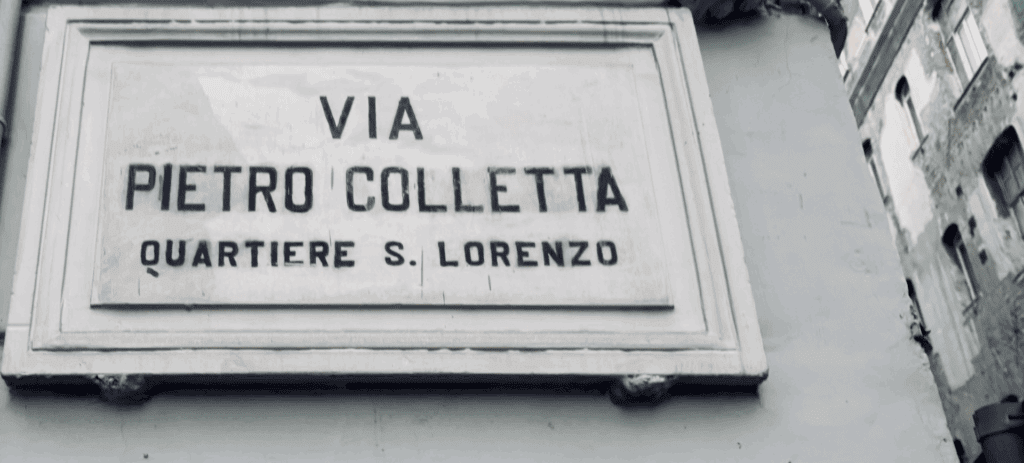 VIA
PIETRO COLLETTA
QUARTIERE S. LORENZO